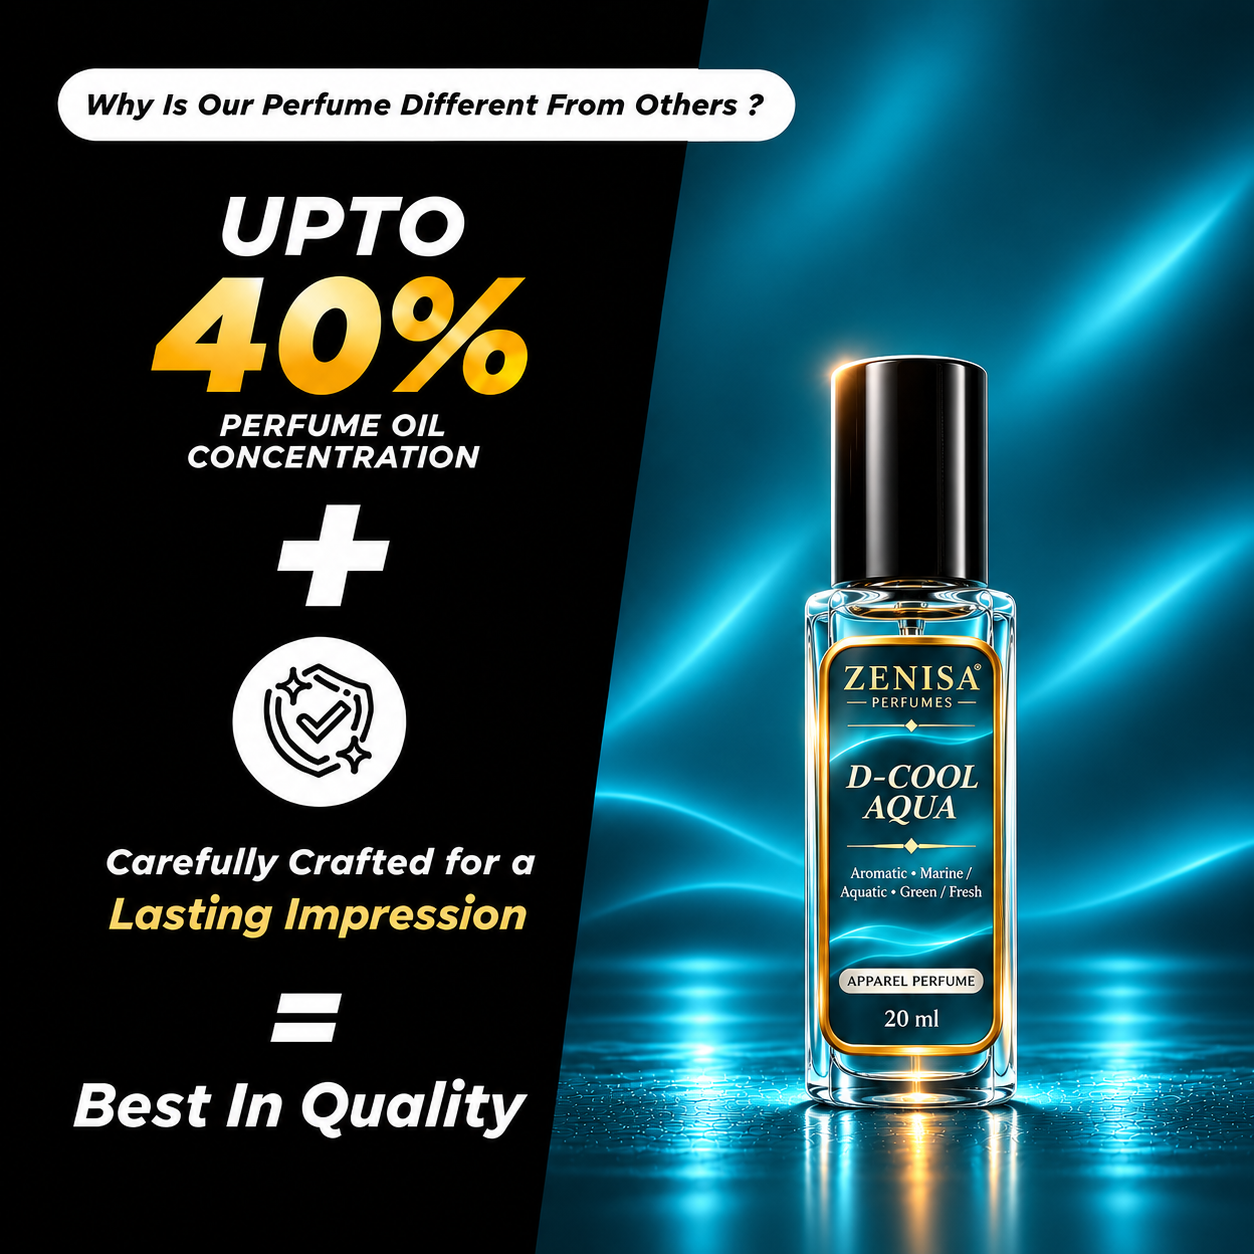 Why Is Our Perfume Different From Others ?
UPTO
40%
PERFUME OIL
CONCENTRATION
+
Carefully Crafted for a
Lasting Impression
=
Best In Quality
ZENISA®
PERFUMES
D-COOL
AQUA
Aromatic • Marine /
Aquatic • Green / Fresh
APPAREL PERFUME
20 ml